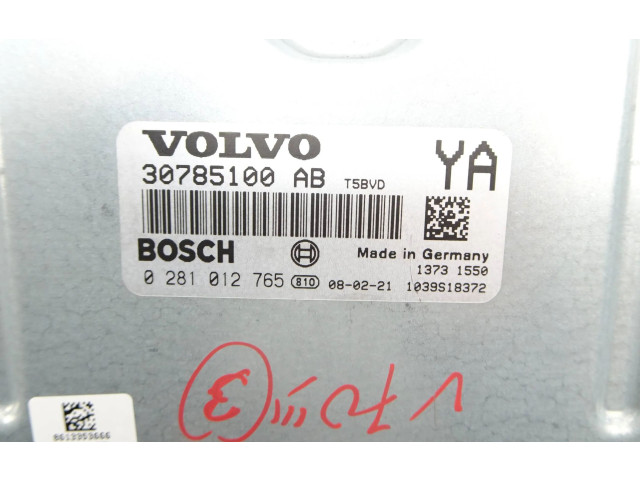 VOLVO
YA
30785100 AB T5BVD
BOSCH Made in Germany
1373 1550
0 281 012 765 810 08-02-21 1039S18372
8613353666